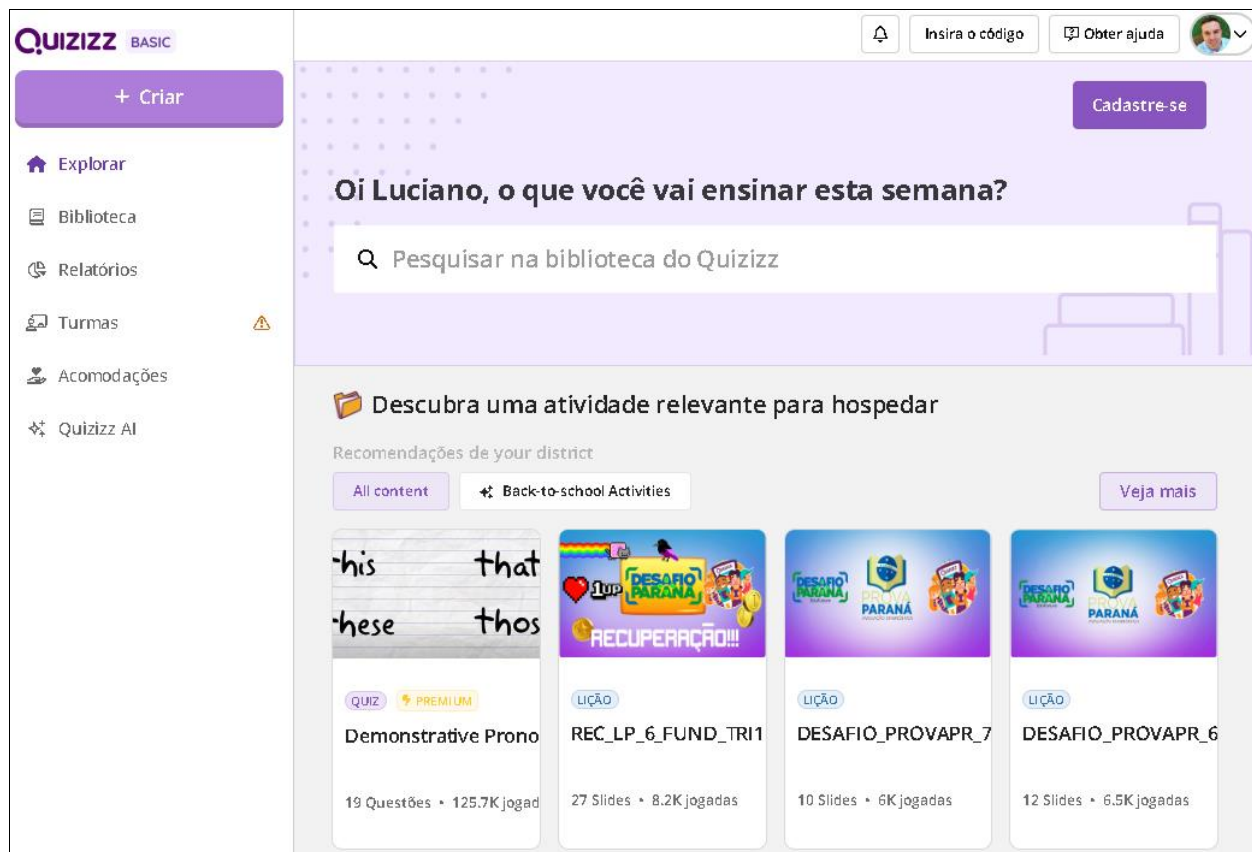 QUIZIZZ BASIC
Insira o código
Obter ajuda
+ Criar
Cadastre-se
Explorar
Biblioteca
Relatórios
Turmas
Acomodações
Quizizz AI
Oi Luciano, o que você vai ensinar esta semana?
Pesquisar na biblioteca do Quizizz
Descubra uma atividade relevante para hospedar
Recomendações de your district
All content
Back-to-school Activities
Veja mais
this that
these thos
1UP DESAFIO PARANÁ
RECUPERAÇÃO!!!
DESAFIO PARANÁ
PROVA PARANÁ
DESAFIO PARANÁ
PROVA PARANÁ
QUIZ PREMIUM
Demonstrative Prono
19 Questões • 125.7K jogad
LIÇÃO
REC_LP_6_FUND_TRI1
27 Slides • 8.2K jogadas
LIÇÃO
DESAFIO_PROVAPR_7
10 Slides • 6K jogadas
LIÇÃO
DESAFIO_PROVAPR_6
12 Slides • 6.5K jogadas